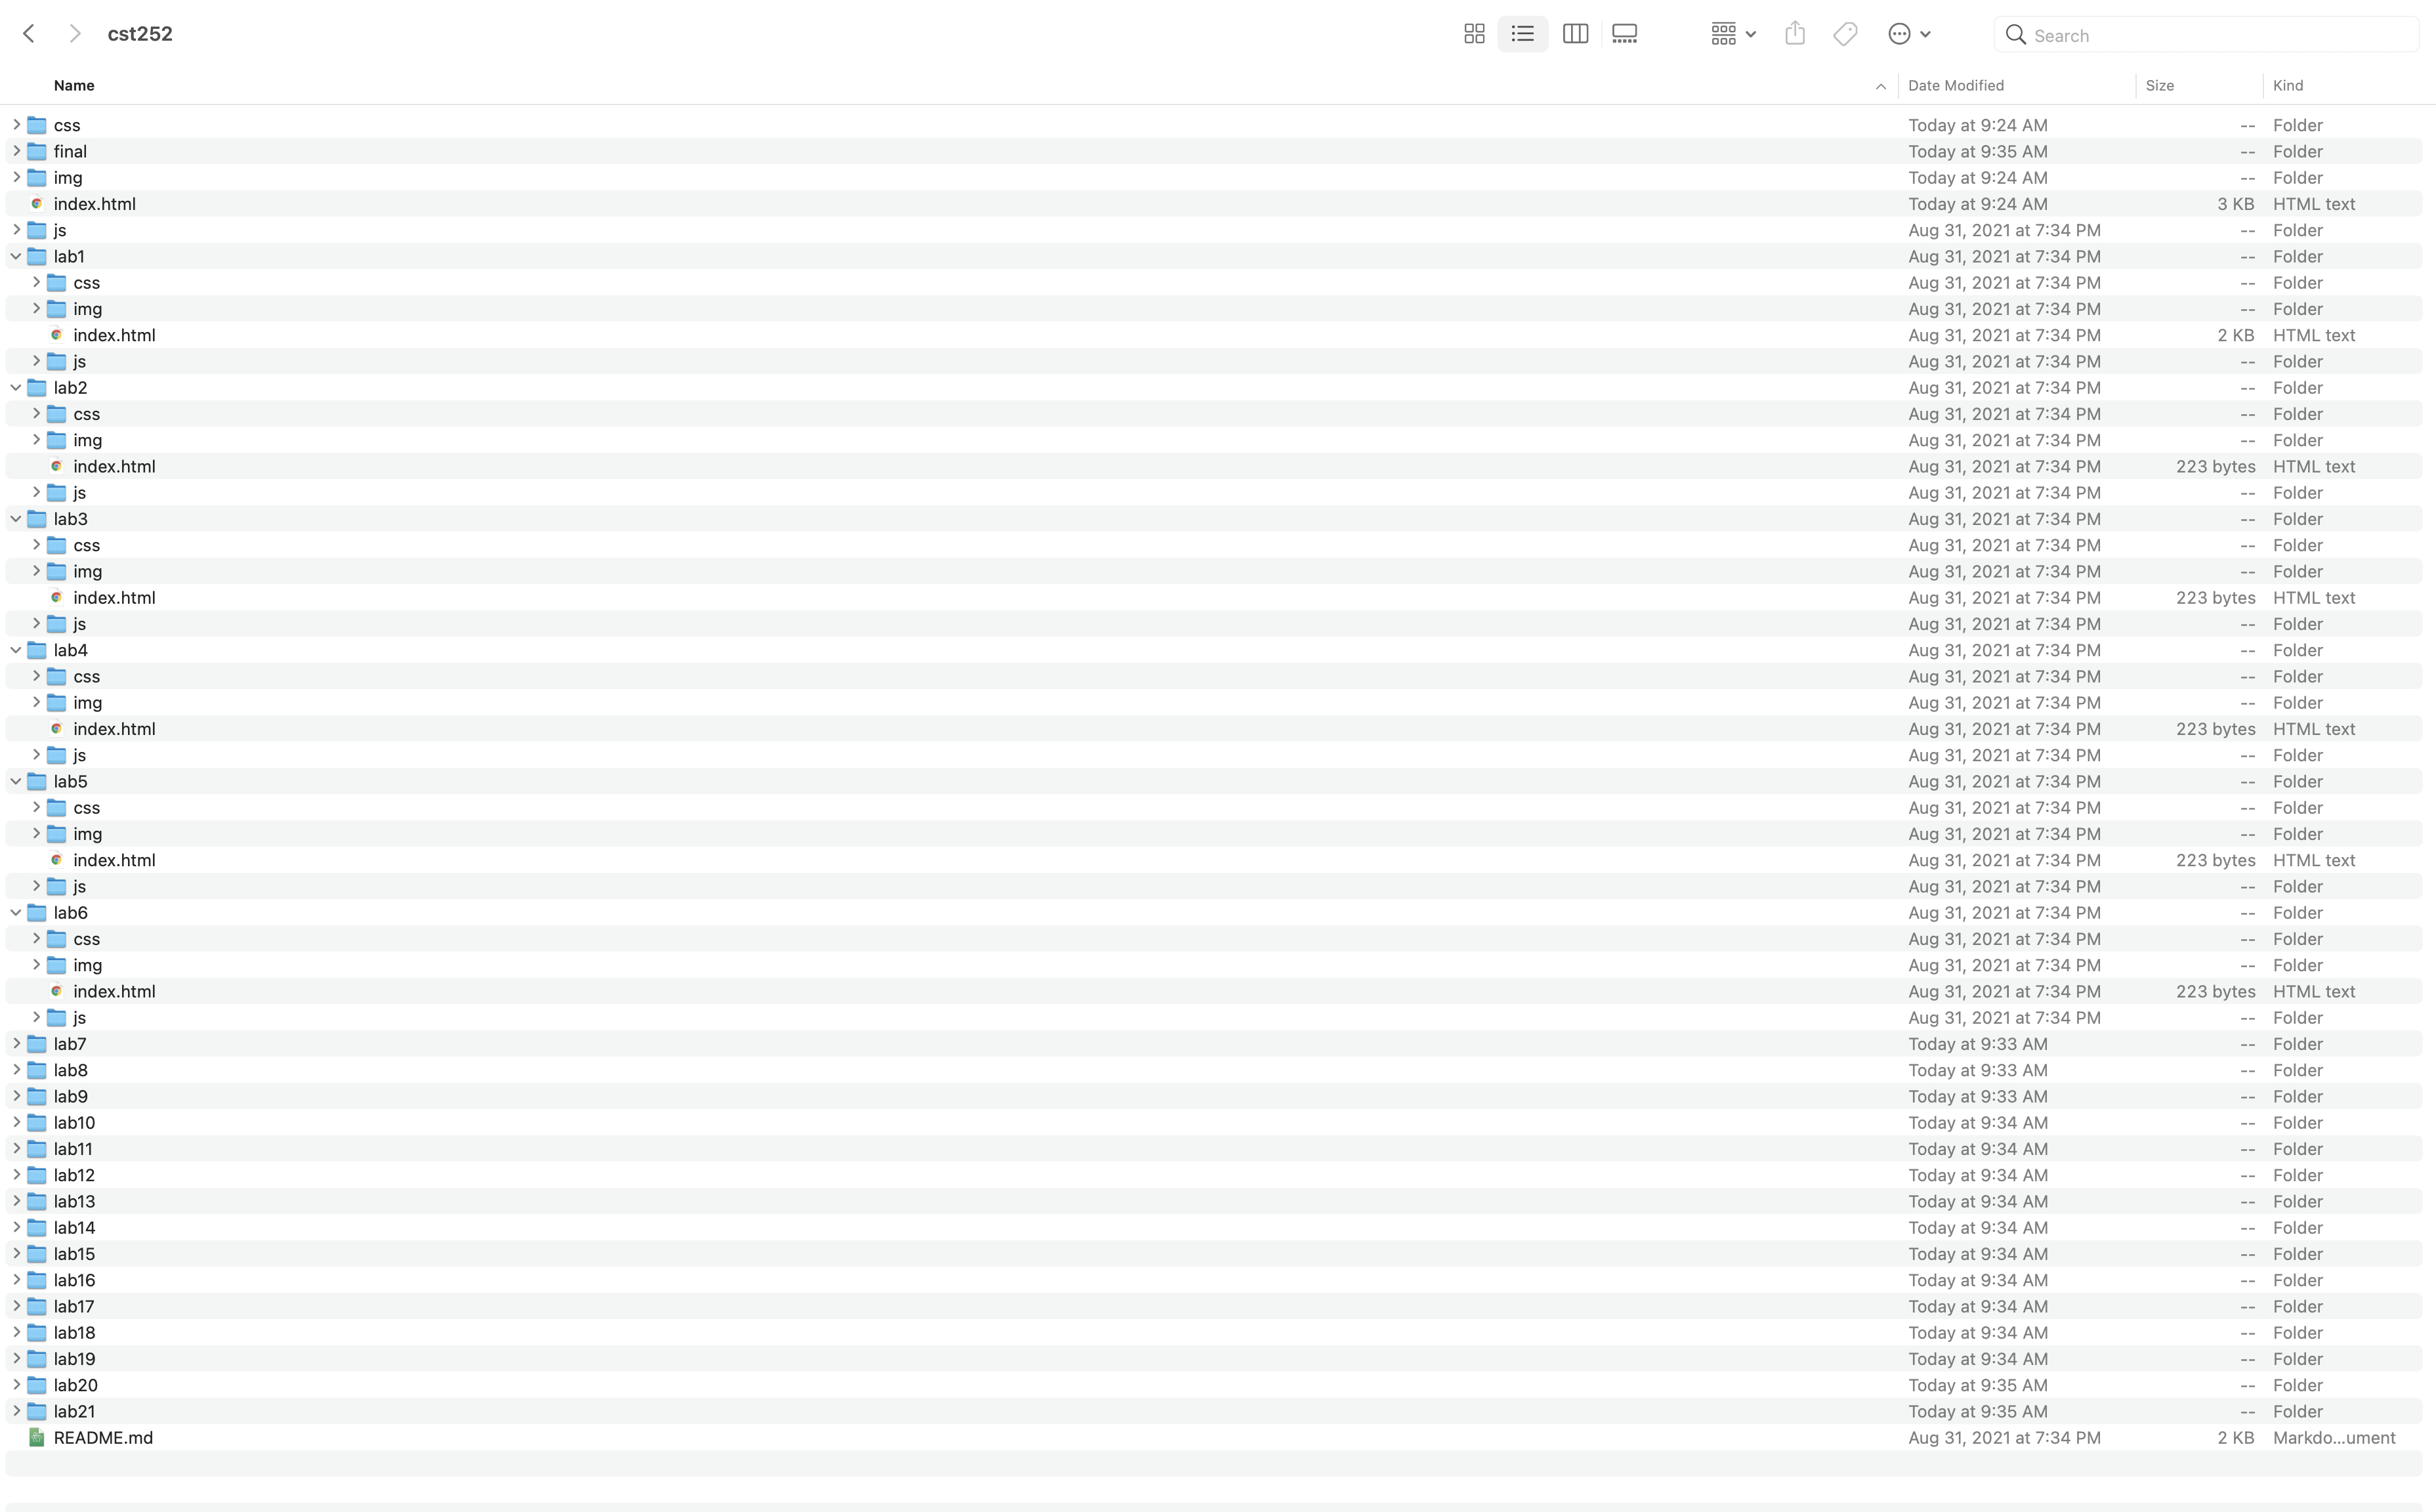 cst252 Search
Name Date Modified Size Kind
css Today at 9:24 AM -- Folder
final Today at 9:35 AM -- Folder
img Today at 9:24 AM -- Folder
index.html Today at 9:24 AM 3 KB HTML text
js Aug 31, 2021 at 7:34 PM -- Folder
lab1 Aug 31, 2021 at 7:34 PM -- Folder
css Aug 31, 2021 at 7:34 PM -- Folder
img Aug 31, 2021 at 7:34 PM -- Folder
index.html Aug 31, 2021 at 7:34 PM 2 KB HTML text
js Aug 31, 2021 at 7:34 PM -- Folder
lab2 Aug 31, 2021 at 7:34 PM -- Folder
css Aug 31, 2021 at 7:34 PM -- Folder
img Aug 31, 2021 at 7:34 PM -- Folder
index.html Aug 31, 2021 at 7:34 PM 223 bytes HTML text
js Aug 31, 2021 at 7:34 PM -- Folder
lab3 Aug 31, 2021 at 7:34 PM -- Folder
css Aug 31, 2021 at 7:34 PM -- Folder
img Aug 31, 2021 at 7:34 PM -- Folder
index.html Aug 31, 2021 at 7:34 PM 223 bytes HTML text
js Aug 31, 2021 at 7:34 PM -- Folder
lab4 Aug 31, 2021 at 7:34 PM -- Folder
css Aug 31, 2021 at 7:34 PM -- Folder
img Aug 31, 2021 at 7:34 PM -- Folder
index.html Aug 31, 2021 at 7:34 PM 223 bytes HTML text
js Aug 31, 2021 at 7:34 PM -- Folder
lab5 Aug 31, 2021 at 7:34 PM -- Folder
css Aug 31, 2021 at 7:34 PM -- Folder
img Aug 31, 2021 at 7:34 PM -- Folder
index.html Aug 31, 2021 at 7:34 PM 223 bytes HTML text
js Aug 31, 2021 at 7:34 PM -- Folder
lab6 Aug 31, 2021 at 7:34 PM -- Folder
css Aug 31, 2021 at 7:34 PM -- Folder
img Aug 31, 2021 at 7:34 PM -- Folder
index.html Aug 31, 2021 at 7:34 PM 223 bytes HTML text
js Aug 31, 2021 at 7:34 PM -- Folder
lab7 Today at 9:33 AM -- Folder
lab8 Today at 9:33 AM -- Folder
lab9 Today at 9:33 AM -- Folder
lab10 Today at 9:34 AM -- Folder
lab11 Today at 9:34 AM -- Folder
lab12 Today at 9:34 AM -- Folder
lab13 Today at 9:34 AM -- Folder
lab14 Today at 9:34 AM -- Folder
lab15 Today at 9:34 AM -- Folder
lab16 Today at 9:34 AM -- Folder
lab17 Today at 9:34 AM -- Folder
lab18 Today at 9:34 AM -- Folder
lab19 Today at 9:34 AM -- Folder
lab20 Today at 9:35 AM -- Folder
lab21 Today at 9:35 AM -- Folder
README.md Aug 31, 2021 at 7:34 PM 2 KB Markdo...ument